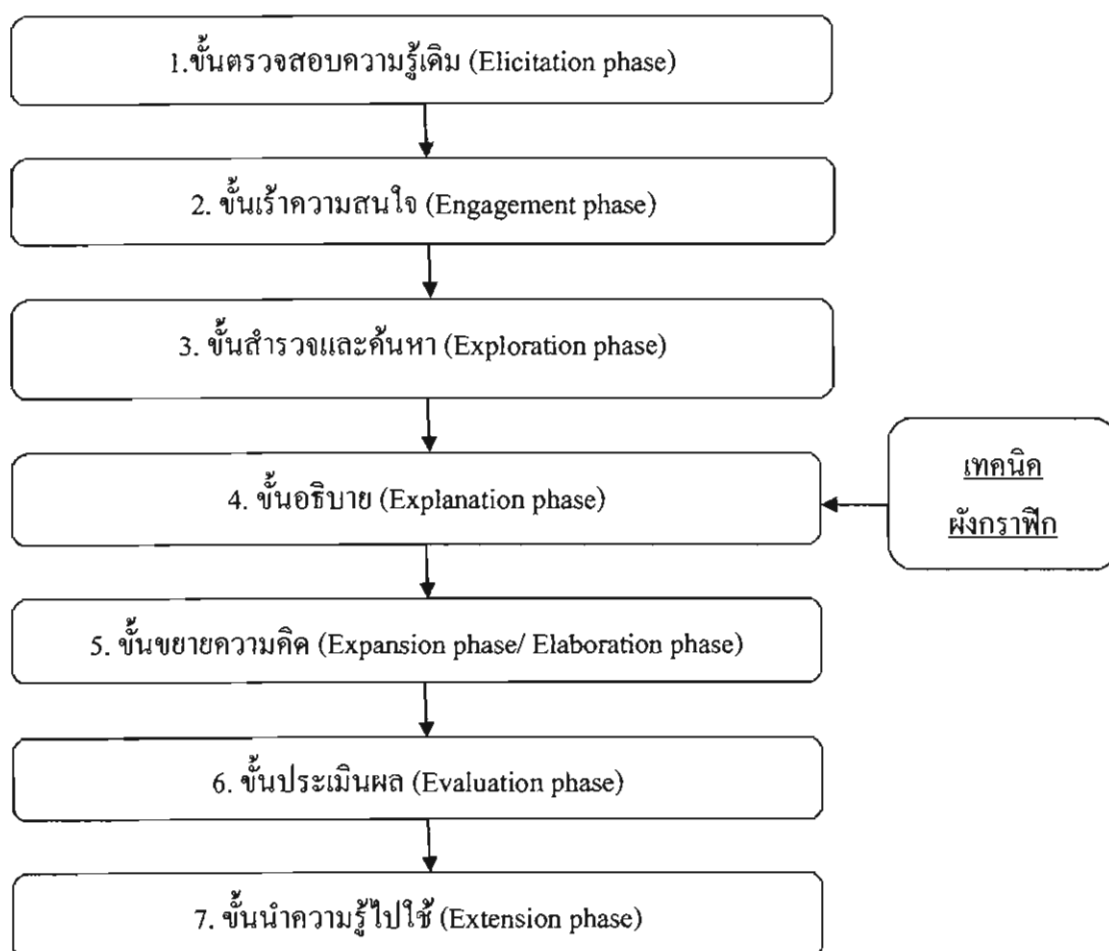 1.ขั้นตรวจสอบความรู้เดิม (Elicitation phase)
2. ขั้นเร้าความสนใจ (Engagement phase)
3. ขั้นสำรวจและค้นหา (Exploration phase)
4. ขั้นอธิบาย (Explanation phase)
เทคนิค
ผังกราฟิก
5. ขั้นขยายความคิด (Expansion phase/ Elaboration phase)
6. ขั้นประเมินผล (Evaluation phase)
7. ขั้นนำความรู้ไปใช้ (Extension phase)